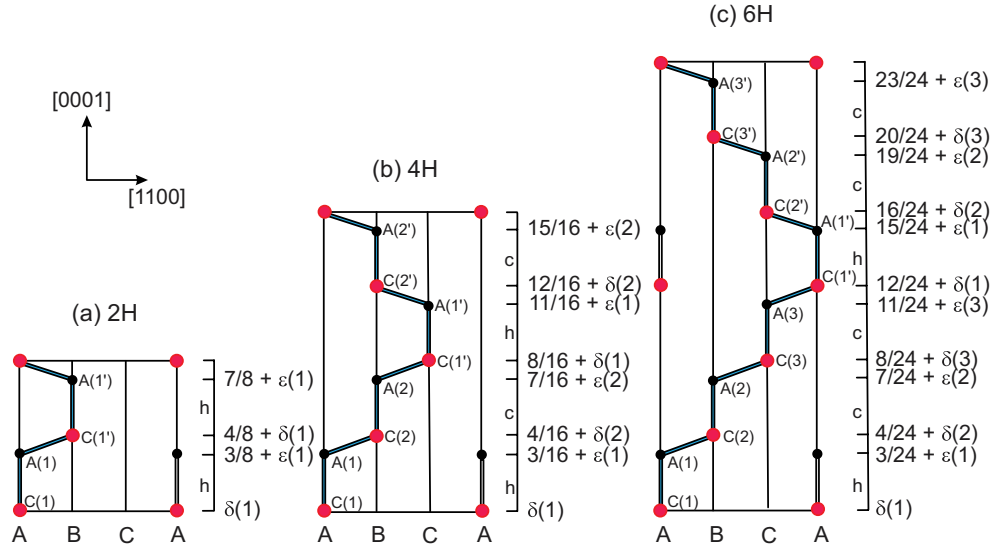 (c) 6H
[0001]
[1100]
(b) 4H
(a) 2H
A(1')
C(1')
A(1)
C(1)
A
B
C
A
h
h
7/8 + ε(1)
4/8 + δ(1)
3/8 + ε(1)
δ(1)
A(2')
C(2')
A(1')
C(1')
A(2)
C(2)
A(1)
C(1)
A
B
C
A
c
h
c
h
15/16 + ε(2)
12/16 + δ(2)
11/16 + ε(1)
8/16 + δ(1)
7/16 + ε(2)
4/16 + δ(2)
3/16 + ε(1)
δ(1)
A(3')
C(3')
A(2')
C(2')
A(1')
C(1')
A(3)
C(3)
A(2)
C(2)
A(1)
C(1)
A
B
C
A
c
c
h
c
c
h
23/24 + ε(3)
20/24 + δ(3)
19/24 + ε(2)
16/24 + δ(2)
15/24 + ε(1)
12/24 + δ(1)
11/24 + ε(3)
8/24 + δ(3)
7/24 + ε(2)
4/24 + δ(2)
3/24 + ε(1)
δ(1)